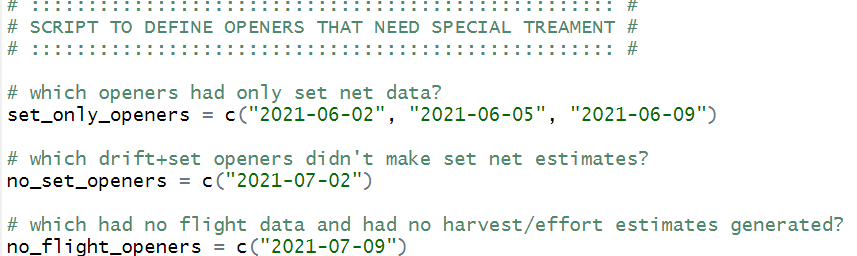 # :::::::::::::::::::::::::::::::::::::::::::::::::::: #
# SCRIPT TO DEFINE OPENERS THAT NEED SPECIAL TREAMENT #
# :::::::::::::::::::::::::::::::::::::::::::::::::::: #
# which openers had only set net data?
set_only_openers = c("2021-06-02", "2021-06-05", "2021-06-09")
# which drift+set openers didn't make set net estimates?
no_set_openers = c("2021-07-02")
# which had no flight data and had no harvest/effort estimates generated?
no_flight_openers = c("2021-07-09")